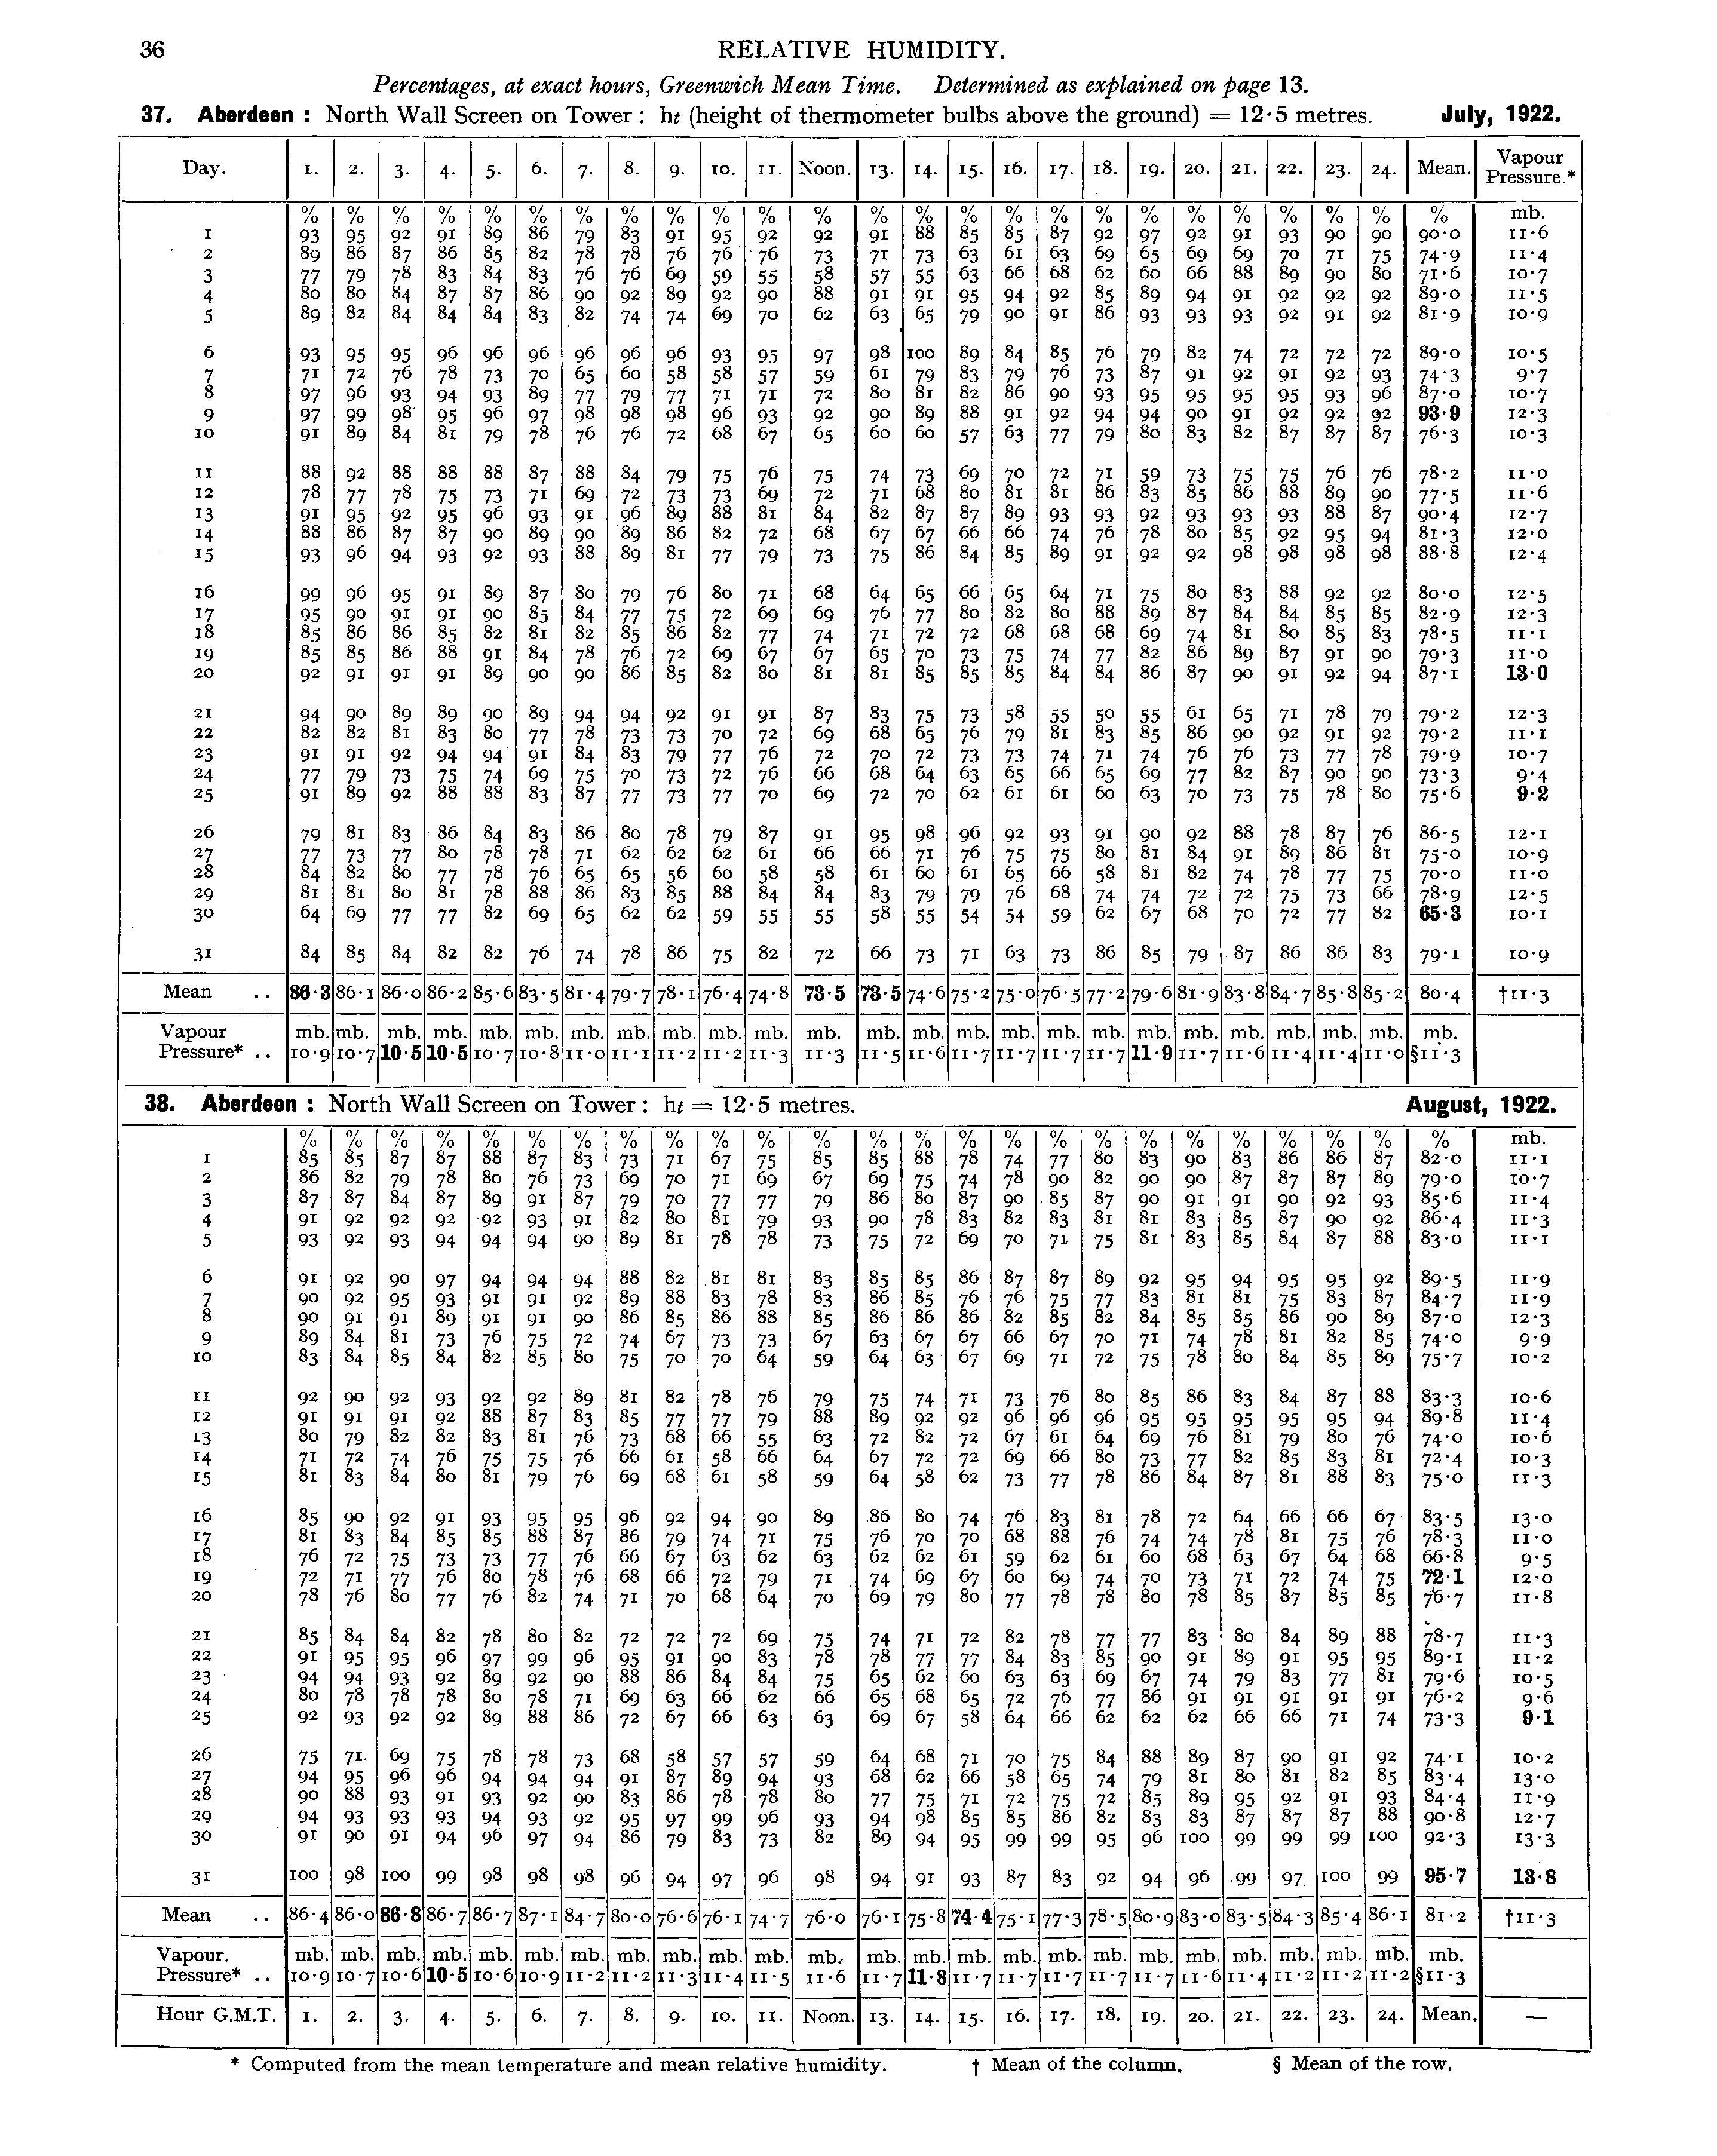 36
RELATIVE HUMIDITY.
Percentages, at exact hours, Greenwich Mean Time. Determined as explained on page 13.
37. Aberdeen : North Wall Screen on Tower : ht (height of thermometer bulbs above the ground) = 12·5 metres. July, 1922.
Day. 1. 2. 3. 4. 5. 6. 7. 8. 9. 10. 11. Noon. 13. 14. 15. 16. 17. 18. 19. 20. 21. 22. 23. 24. Mean. Vapour Pressure.*
% % % % % % % % % % % % % % % % % % % % % % % % % mb.
1 93 95 92 91 89 86 79 83 91 95 92 92 91 88 85 85 87 92 97 92 91 93 90 90 90·0 11·6
2 89 86 87 86 85 82 78 78 76 76 76 73 71 73 63 61 63 69 65 69 69 70 71 75 74·9 11·4
3 77 79 78 83 84 83 76 76 69 59 55 58 57 55 63 66 68 62 60 66 88 89 90 80 71·6 10·7
4 80 80 84 87 87 86 90 92 89 92 90 88 91 91 95 94 92 85 89 94 91 92 92 92 89·0 11·5
5 89 82 84 84 84 83 82 74 74 69 70 62 63 65 79 90 91 86 93 93 93 92 91 92 81·9 10·9
6 93 95 95 96 96 96 96 96 96 93 95 97 98 100 89 84 85 76 79 82 74 72 72 72 89·0 10·5
7 71 72 76 78 73 70 65 60 58 58 57 59 61 79 83 79 76 73 87 91 92 91 92 93 74·3 9·7
8 97 96 93 94 93 89 77 79 77 71 71 72 80 81 82 86 90 93 95 95 95 95 93 96 87·0 10·7
9 97 99 98 95 96 97 98 98 98 96 93 92 90 89 88 91 92 94 94 90 91 92 92 92 93·9 12·3
10 91 89 84 81 79 78 76 76 72 68 67 65 60 60 57 63 77 79 80 83 82 87 87 87 76·3 10·3
11 88 92 88 88 88 87 88 84 79 75 76 75 74 73 69 70 72 71 59 73 75 75 76 76 78·2 11·0
12 78 77 78 75 73 71 69 72 73 73 69 72 71 68 80 81 81 86 83 85 86 88 89 90 77·5 11·6
13 91 95 92 95 96 93 91 96 89 88 81 84 82 87 87 89 93 93 92 93 93 93 88 87 90·4 12·7
14 88 86 87 87 90 89 90 89 86 82 72 68 67 67 66 66 74 76 78 80 85 92 95 94 81·3 12·0
15 93 96 94 93 92 93 88 89 81 77 79 73 75 86 84 85 89 91 92 92 98 98 98 98 88·8 12·4
16 99 96 95 91 89 87 80 79 76 80 71 68 64 65 66 65 64 71 75 80 83 88 92 92 80·0 12·5
17 95 90 91 91 90 85 84 77 75 72 69 69 76 77 80 82 80 88 89 87 84 84 85 85 82·9 12·3
18 85 86 86 85 82 81 82 85 86 82 77 74 71 72 72 68 68 68 69 74 81 80 85 83 78·5 11·1
19 85 85 86 88 91 84 78 76 72 69 67 67 65 70 73 75 74 77 82 86 89 87 91 90 79·3 11·0
20 92 91 91 91 89 90 90 86 85 82 80 81 81 85 85 85 84 84 86 87 90 91 92 94 87·1 13·0
21 94 90 89 89 90 89 94 94 92 91 91 87 83 75 73 58 55 50 55 61 65 71 78 79 79·2 12·3
22 82 82 81 83 80 77 78 73 73 70 72 69 68 65 76 79 81 83 85 86 90 92 91 92 79·2 11·1
23 91 91 92 94 94 91 84 83 79 77 76 72 70 72 73 73 74 71 74 76 76 73 77 78 79·9 10·7
24 77 79 73 75 74 69 75 70 73 72 76 66 68 64 63 65 66 65 69 77 82 87 90 90 73·3 9·4
25 91 89 92 88 88 83 87 77 73 77 70 69 72 70 62 61 61 60 63 70 73 75 78 80 75·6 9·2
26 79 81 83 86 84 83 86 80 78 79 87 91 95 98 96 92 93 91 90 92 88 78 87 76 86·5 12·1
27 77 73 77 80 78 78 71 62 62 62 61 66 66 71 76 75 75 80 81 84 91 89 86 81 75·0 10·9
28 84 82 80 77 78 76 65 65 56 60 58 58 61 60 61 65 66 58 81 82 74 78 77 75 70·0 11·0
29 81 81 80 81 78 88 86 83 85 88 84 84 83 79 79 76 68 74 74 72 72 75 73 66 78·9 12·5
30 64 69 77 77 82 69 65 62 62 59 55 55 58 55 54 54 59 62 67 68 70 72 77 82 65·3 10·1
31 84 85 84 82 82 76 74 78 86 75 82 72 66 73 71 63 73 86 85 79 87 86 86 83 79·1 10·9
Mean .. 86·3 86·1 86·0 86·2 85·6 83·5 81·4 79·7 78·1 76·4 74·8 73·5 73·5 74·6 75·2 75·0 76·5 77·2 79·6 81·9 83·8 84·7 85·8 85·2 80·4 †11·3
Vapour mb. mb. mb. mb. mb. mb. mb. mb. mb. mb. mb. mb. mb. mb. mb. mb. mb. mb. mb. mb. mb. mb. mb. mb. mb.
Pressure* .. 10·9 10·7 10·5 10·5 10·7 10·8 11·0 11·1 11·2 11·2 11·3 11·3 11·5 11·6 11·7 11·7 11·7 11·7 11·9 11·7 11·6 11·4 11·4 11·0 §11·3
38. Aberdeen : North Wall Screen on Tower : ht = 12·5 metres. August, 1922.
% % % % % % % % % % % % % % % % % % % % % % % % % mb.
1 85 85 87 87 88 87 83 73 71 67 75 85 85 88 78 74 77 80 83 90 83 86 86 87 82·0 11·1
2 86 82 79 78 80 76 73 69 70 71 69 67 69 75 74 78 90 82 90 90 87 87 87 89 79·0 10·7
3 87 87 84 87 89 91 87 79 70 77 77 79 86 80 87 90 85 87 90 91 91 90 92 93 85·6 11·4
4 91 92 92 92 92 93 91 82 80 81 79 93 90 78 83 82 83 81 81 83 85 87 90 92 86·4 11·3
5 93 92 93 94 94 94 90 89 81 78 78 73 75 72 69 70 71 75 81 83 85 84 87 88 83·0 11·1
6 91 92 90 97 94 94 94 88 82 81 81 83 85 85 86 87 87 89 92 95 94 95 95 92 89·5 11·9
7 90 92 95 93 91 91 92 89 88 83 78 83 86 85 76 76 75 77 83 81 81 75 83 87 84·7 11·9
8 90 91 91 89 91 91 90 86 85 86 88 85 86 86 86 82 85 82 84 85 85 86 90 89 87·0 12·3
9 89 84 81 73 76 75 72 74 67 73 73 67 63 67 67 66 67 70 71 74 78 81 82 85 74·0 9·9
10 83 84 85 84 82 85 80 75 70 70 64 59 64 63 67 69 71 72 75 78 80 84 85 89 75·7 10·2
11 92 90 92 93 92 92 89 81 82 78 76 79 75 74 71 73 76 80 85 86 83 84 87 88 83·3 10·6
12 91 91 91 92 88 87 83 85 77 77 79 88 89 92 92 96 96 96 95 95 95 95 95 94 89·8 11·4
13 80 79 82 82 83 81 76 73 68 66 55 63 72 82 72 67 61 64 69 76 81 79 80 76 74·0 10·6
14 71 72 74 76 75 75 76 66 61 58 66 64 67 72 72 69 66 80 73 77 82 85 83 81 72·4 10·3
15 81 83 84 80 81 79 76 69 68 61 58 59 64 58 62 73 77 78 86 84 87 81 88 83 75·0 11·3
16 85 90 92 91 93 95 95 96 92 94 90 89 86 80 74 76 83 81 78 72 64 66 66 67 83·5 13·0
17 81 83 84 85 85 88 87 86 79 74 71 75 76 70 70 68 88 76 74 74 78 81 75 76 78·3 11·0
18 76 72 75 73 73 77 76 66 67 63 62 63 62 62 61 59 62 61 60 68 63 67 64 68 66·8 9·5
19 72 71 77 76 80 78 76 68 66 72 79 71 74 69 67 60 69 74 70 73 71 72 74 75 72·1 12·0
20 78 76 80 77 76 82 74 71 70 68 64 70 69 79 80 77 78 78 80 78 85 87 85 85 76·7 11·8
21 85 84 84 82 78 80 82 72 72 72 69 75 74 71 72 82 78 77 77 83 80 84 89 88 78·7 11·3
22 91 95 95 96 97 99 96 95 91 90 83 78 78 77 77 84 83 85 90 91 89 91 95 95 89·1 11·2
23 94 94 93 92 89 92 90 88 86 84 84 75 65 62 60 63 63 69 67 74 79 83 77 81 79·6 10·5
24 80 78 78 78 80 78 71 69 63 66 62 66 65 68 65 72 76 77 86 91 91 91 91 91 76·2 9·6
25 92 93 92 92 89 88 86 72 67 66 63 63 69 67 58 64 66 62 62 62 66 66 71 74 73·3 9·1
26 75 71 69 75 78 78 73 68 58 57 57 59 64 68 71 70 75 84 88 89 87 90 91 92 74·1 10·2
27 94 95 96 96 94 94 94 91 87 89 94 93 68 62 66 58 65 74 79 81 80 81 82 85 83·4 13·0
28 90 88 93 91 93 92 90 83 86 78 78 80 77 75 71 72 75 72 85 89 95 92 91 93 84·4 11·9
29 94 93 93 93 94 93 92 95 97 99 96 93 94 98 85 85 86 82 83 83 87 87 87 88 90·8 12·7
30 91 90 91 94 96 97 94 86 79 83 73 82 89 94 95 99 99 95 96 100 99 99 99 100 92·3 13·3
31 100 98 100 99 98 98 98 96 94 97 96 98 94 91 93 87 83 92 94 96 99 97 100 99 95·7 13·8
Mean .. 86·4 86·0 86·8 86·7 86·7 87·1 84·7 80·0 76·6 76·1 74·7 76·0 76·1 75·8 74·4 75·1 77·3 78·5 80·9 83·0 83·5 84·3 85·4 86·1 81·2 †11·3
Vapour. mb. mb. mb. mb. mb. mb. mb. mb. mb. mb. mb. mb. mb. mb. mb. mb. mb. mb. mb. mb. mb. mb. mb. mb. mb.
Pressure* .. 10·9 10·7 10·6 10·5 10·6 10·9 11·2 11·2 11·3 11·4 11·5 11·6 11·7 11·8 11·7 11·7 11·7 11·7 11·7 11·6 11·4 11·2 11·2 11·2 §11·3
Hour G.M.T. 1. 2. 3. 4. 5. 6. 7. 8. 9. 10. 11. Noon. 13. 14. 15. 16. 17. 18. 19. 20. 21. 22. 23. 24. Mean. —
* Computed from the mean temperature and mean relative humidity. † Mean of the column. § Mean of the row.